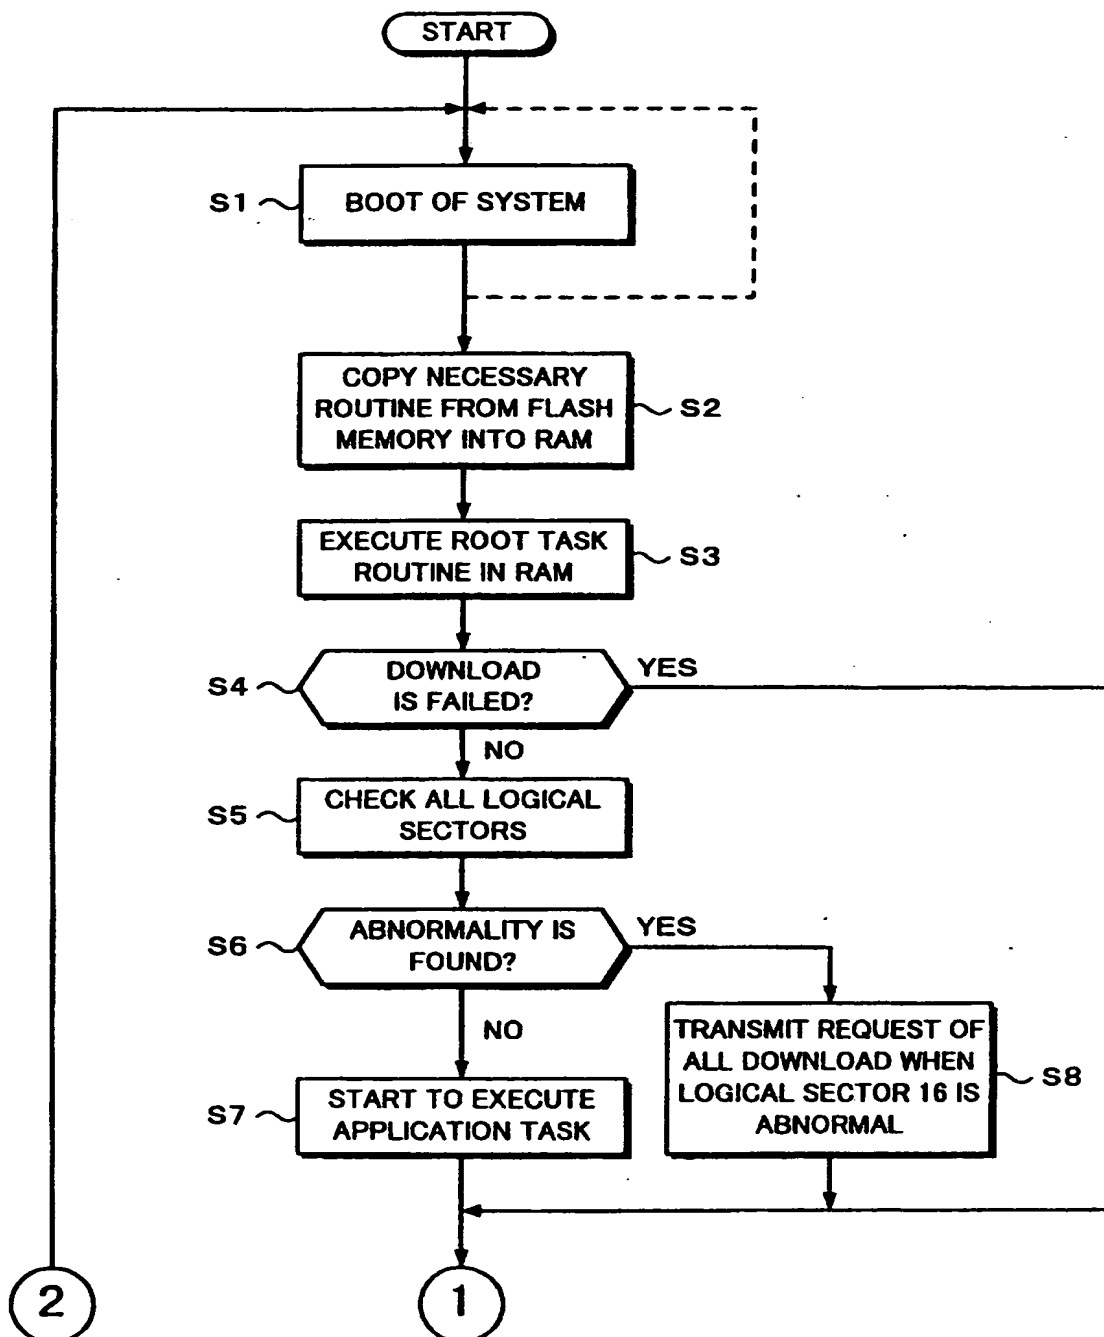 START
S1
BOOT OF SYSTEM
COPY NECESSARY
ROUTINE FROM FLASH
MEMORY INTO RAM
S2
EXECUTE ROOT TASK
ROUTINE IN RAM
S3
S4
DOWNLOAD
IS FAILED?
YES
NO
S5
CHECK ALL LOGICAL
SECTORS
S6
ABNORMALITY IS
FOUND?
YES
NO
TRANSMIT REQUEST OF
ALL DOWNLOAD WHEN
LOGICAL SECTOR 16 IS
ABNORMAL
S8
S7
START TO EXECUTE
APPLICATION TASK
2
1